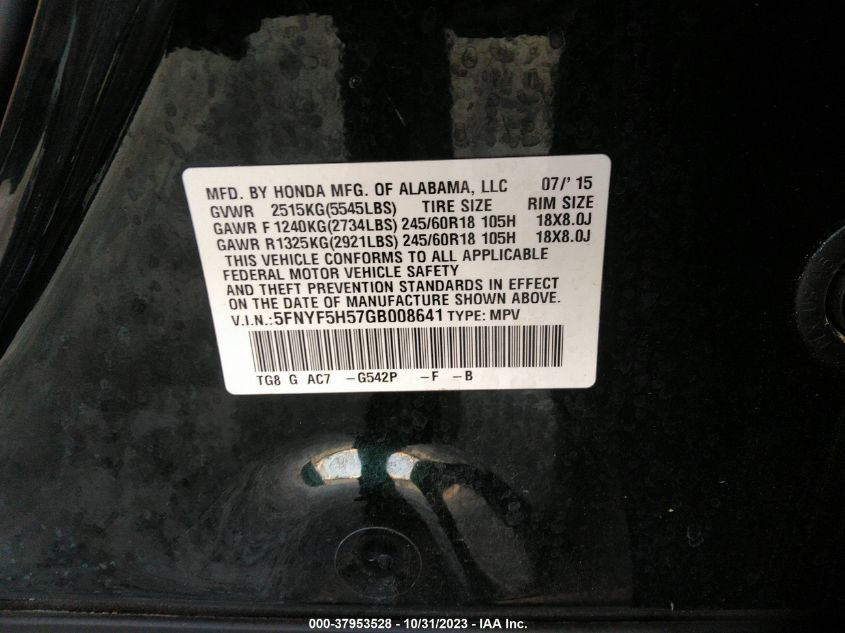 MFD. BY HONDA MFG. OF ALABAMA, LLC 07/' 15
GVWR 2515KG(5545LBS) TIRE SIZE RIM SIZE
GAWR F 1240KG(2734LBS) 245/60R18 105H 18X8.0J
GAWR R1325KG(2921LBS) 245/60R18 105H 18X8.0J
THIS VEHICLE CONFORMS TO ALL APPLICABLE
FEDERAL MOTOR VEHICLE SAFETY
AND THEFT PREVENTION STANDARDS IN EFFECT
ON THE DATE OF MANUFACTURE SHOWN ABOVE.
V.I.N.:5FNYF5H57GB008641 TYPE: MPV
TG8 G AC7 -G542P -F -B
000-37953528 - 10/31/2023 - IAA Inc.